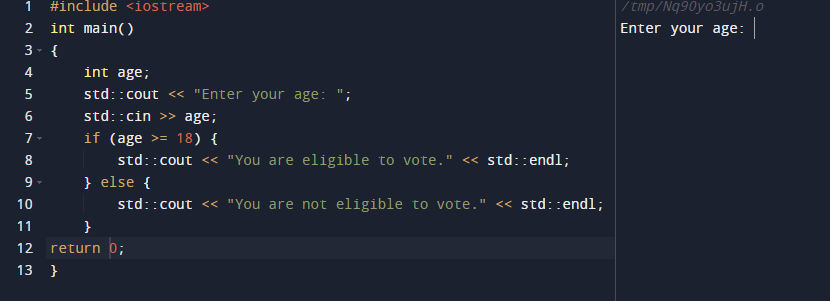 1 #include <iostream>
2 int main()
3 {
4     int age;
5     std::cout << "Enter your age: ";
6     std::cin >> age;
7     if (age >= 18) {
8         std::cout << "You are eligible to vote." << std::endl;
9     } else {
10         std::cout << "You are not eligible to vote." << std::endl;
11     }
12 return 0;
13 }
/tmp/Nq90yo3ujH.o
Enter your age: